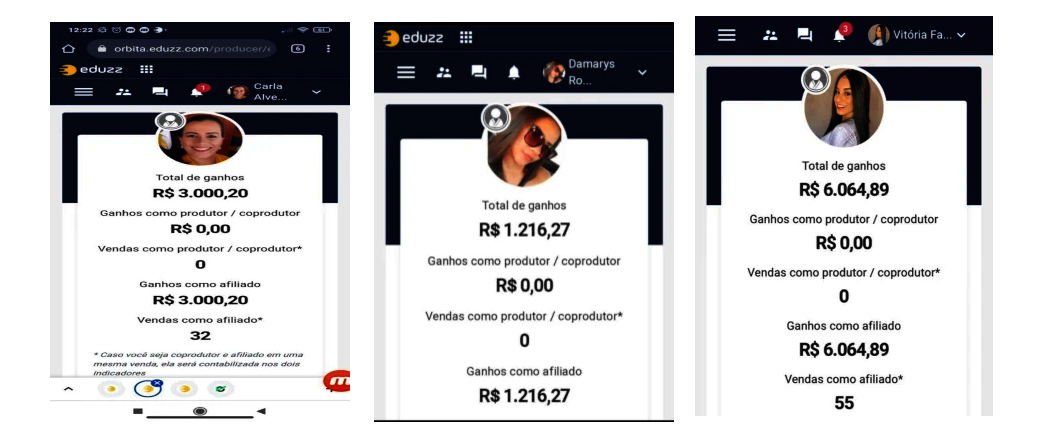 12:22
orbita.eduzz.com/producer/
6
eduzz
1
Carla
Alve...
Total de ganhos
R$ 3.000,20
Ganhos como produtor / coprodutor
R$ 0,00
Vendas como produtor / coprodutor*
0
Ganhos como afiliado
R$ 3.000,20
Vendas como afiliado*
32
* Caso você seja coprodutor e afiliado em uma
mesma venda, ela será contabilizada nos dois
indicadores
eduzz
Damarys
Ro...
Total de ganhos
R$ 1.216,27
Ganhos como produtor / coprodutor
R$ 0,00
Vendas como produtor / coprodutor*
0
Ganhos como afiliado
R$ 1.216,27
3
Vitória Fa...
Total de ganhos
R$ 6.064,89
Ganhos como produtor / coprodutor
R$ 0,00
Vendas como produtor / coprodutor*
0
Ganhos como afiliado
R$ 6.064,89
Vendas como afiliado*
55